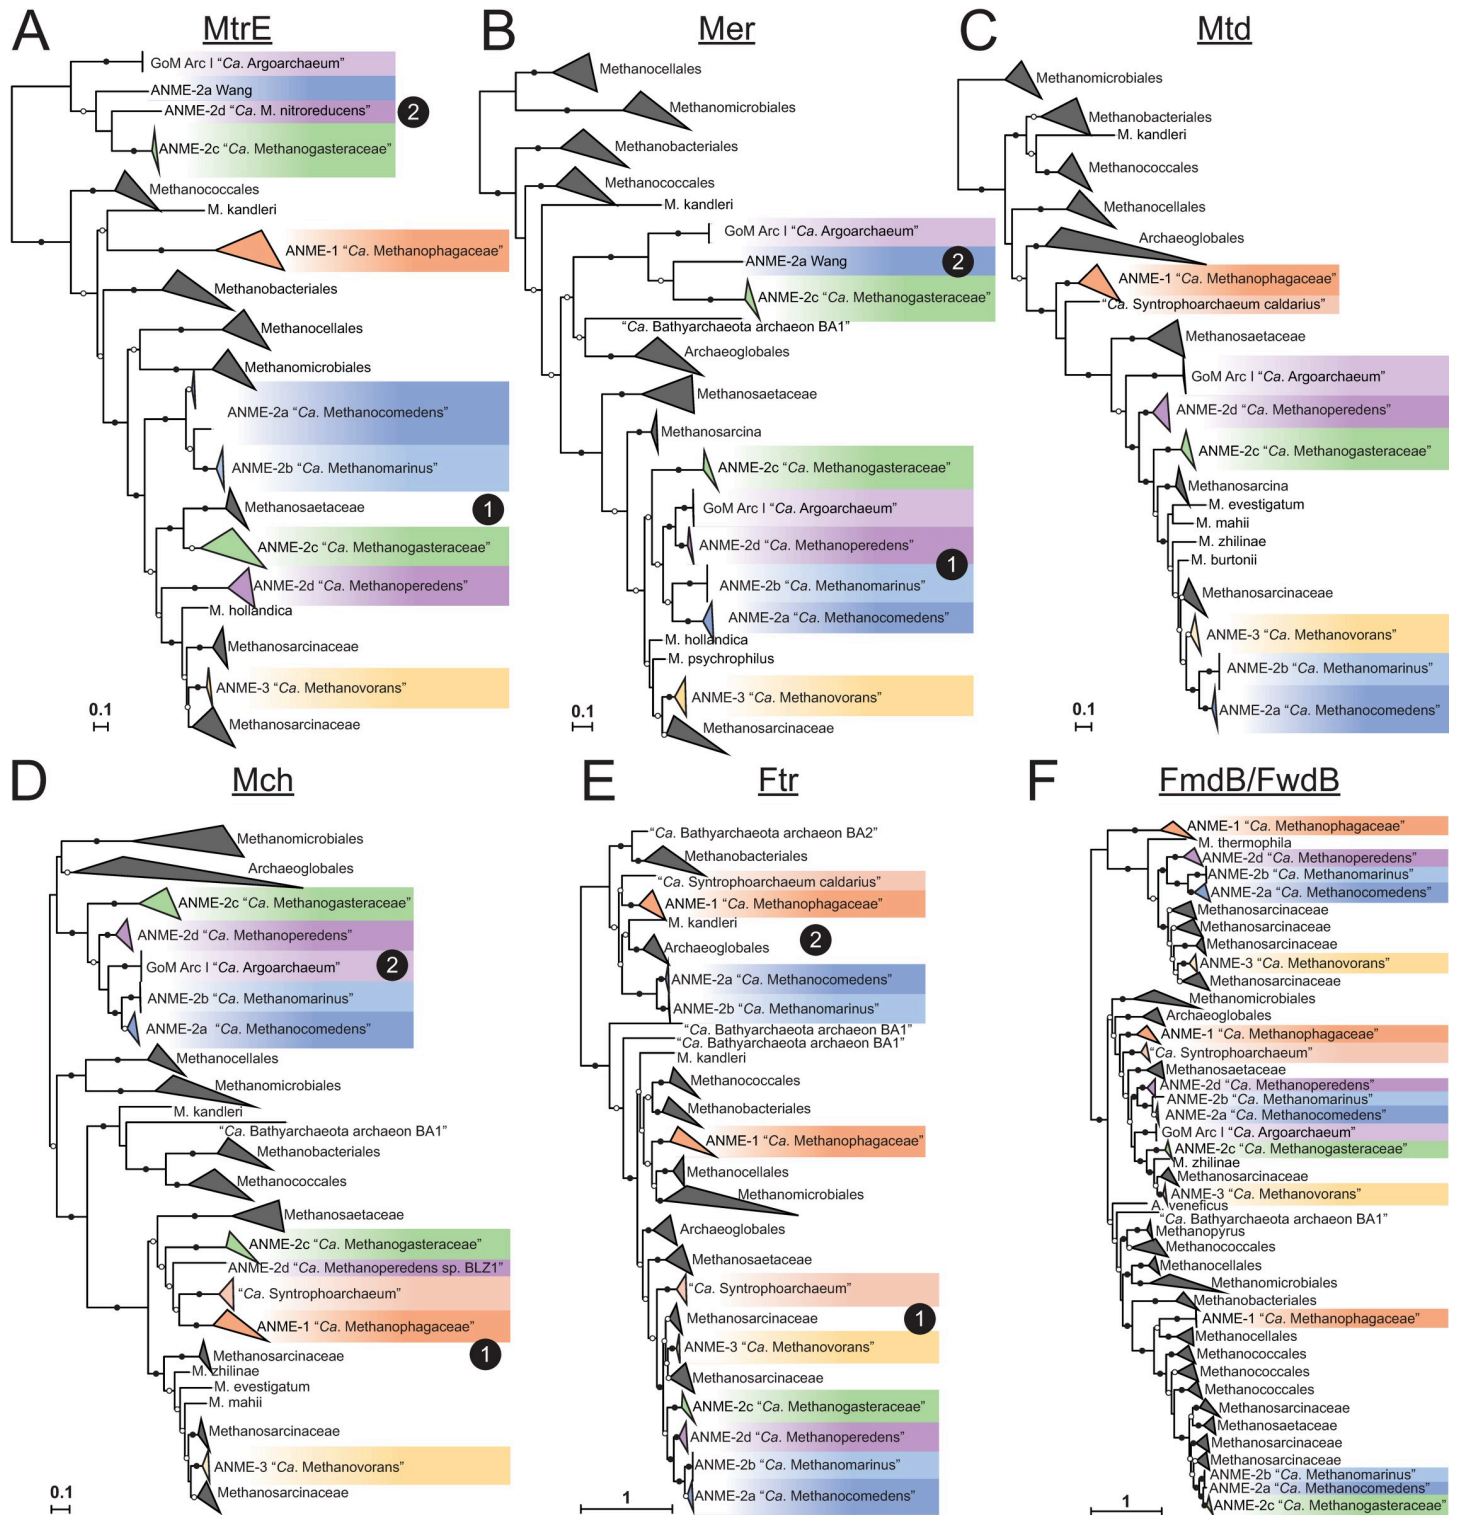 A
MtrE
GoM Arc I “Ca. Argoarchaeum”
ANME-2a Wang
ANME-2d “Ca. M. nitroreducens”
2
ANME-2c “Ca. Methanogasteraceae”
Methanococcales
M. kandleri
ANME-1 “Ca. Methanophagaceae”
Methanobacteriales
Methanocellales
Methanomicrobiales
ANME-2a “Ca. Methanocomedens”
ANME-2b “Ca. Methanomarinus”
Methanosaetaceae
1
ANME-2c “Ca. Methanogasteraceae”
ANME-2d “Ca. Methanoperedens”
M. hollandica
Methanosarcinaceae
ANME-3 “Ca. Methanovorans”
Methanosarcinaceae
0.1
B
Mer
Methanocellales
Methanomicrobiales
Methanobacteriales
Methanococcales
M. kandleri
GoM Arc I “Ca. Argoarchaeum”
ANME-2a Wang
2
ANME-2c “Ca. Methanogasteraceae”
“Ca. Bathyarchaeota archaeon BA1”
Archaeoglobales
Methanosaetaceae
Methanosarcina
ANME-2c “Ca. Methanogasteraceae”
GoM Arc I “Ca. Argoarchaeum”
ANME-2d “Ca. Methanoperedens”
1
ANME-2b “Ca. Methanomarinus”
ANME-2a “Ca. Methanocomedens”
M. hollandica
M. psychrophilus
ANME-3 “Ca. Methanovorans”
Methanosarcinaceae
0.1
C
Mtd
Methanomicrobiales
Methanobacteriales
M. kandleri
Methanococcales
Methanocellales
Archaeoglobales
ANME-1 “Ca. Methanophagaceae”
“Ca. Syntrophoarchaeum caldarius”
Methanosaetaceae
GoM Arc I “Ca. Argoarchaeum”
ANME-2d “Ca. Methanoperedens”
ANME-2c “Ca. Methanogasteraceae”
Methanosarcina
M. evestigatum
M. mahii
M. zhilinae
M. burtonii
Methanosarcinaceae
ANME-3 “Ca. Methanovorans”
ANME-2b “Ca. Methanomarinus”
ANME-2a “Ca. Methanocomedens”
0.1
D
Mch
Methanomicrobiales
Archaeoglobales
ANME-2c “Ca. Methanogasteraceae”
ANME-2d “Ca. Methanoperedens”
GoM Arc I “Ca. Argoarchaeum”
2
ANME-2b “Ca. Methanomarinus”
ANME-2a “Ca. Methanocomedens”
Methanocellales
Methanomicrobiales
M. kandleri
“Ca. Bathyarchaeota archaeon BA1”
Methanobacteriales
Methanococcales
Methanosaetaceae
ANME-2c “Ca. Methanogasteraceae”
ANME-2d “Ca. Methanoperedens sp. BLZ1”
“Ca. Syntrophoarchaeum”
ANME-1 “Ca. Methanophagaceae”
1
Methanosarcinaceae
M. zhilinae
M. evestigatum
M. mahii
Methanosarcinaceae
ANME-3 “Ca. Methanovorans”
Methanosarcinaceae
0.1
E
Ftr
“Ca. Bathyarchaeota archaeon BA2”
Methanobacteriales
“Ca. Syntrophoarchaeum caldarius”
ANME-1 “Ca. Methanophagaceae”
M. kandleri
2
Archaeoglobales
ANME-2a “Ca. Methanocomedens”
ANME-2b “Ca. Methanomarinus”
“Ca. Bathyarchaeota archaeon BA1”
“Ca. Bathyarchaeota archaeon BA1”
M. kandleri
Methanococcales
Methanobacteriales
ANME-1 “Ca. Methanophagaceae”
Methanocellales
Methanomicrobiales
Archaeoglobales
Methanosaetaceae
“Ca. Syntrophoarchaeum”
Methanosarcinaceae
1
ANME-3 “Ca. Methanovorans”
Methanosarcinaceae
ANME-2c “Ca. Methanogasteraceae”
ANME-2d “Ca. Methanoperedens”
ANME-2b “Ca. Methanomarinus”
ANME-2a “Ca. Methanocomedens”
1
F
FmdB/FwdB
ANME-1 “Ca. Methanophagaceae”
M. thermophila
ANME-2d “Ca. Methanoperedens”
ANME-2b “Ca. Methanomarinus”
ANME-2a “Ca. Methanocomedens”
Methanosarcinaceae
Methanosarcinaceae
Methanosarcinaceae
ANME-3 “Ca. Methanovorans”
Methanosarcinaceae
Methanomicrobiales
Archaeoglobales
ANME-1 “Ca. Methanophagaceae”
“Ca. Syntrophoarchaeum”
Methanosaetaceae
ANME-2d “Ca. Methanoperedens”
ANME-2b “Ca. Methanomarinus”
ANME-2a “Ca. Methanocomedens”
GoM Arc I “Ca. Argoarchaeum”
ANME-2c “Ca. Methanogasteraceae”
M. zhilinae
Methanosarcinaceae
ANME-3 “Ca. Methanovorans”
A. veneficus
“Ca. Bathyarchaeota archaeon BA1”
Methanopyrus
Methanococcales
Methanocellales
Methanomicrobiales
Methanobacteriales
ANME-1 “Ca. Methanophagaceae”
Methanocellales
Methanococcales
Methanococcales
Methanococcales
Methanosarcinaceae
Methanosaetaceae
Methanosarcinaceae
Methanosarcinaceae
ANME-2b “Ca. Methanomarinus”
ANME-2a “Ca. Methanocomedens”
ANME-2c “Ca. Methanogasteraceae”
1